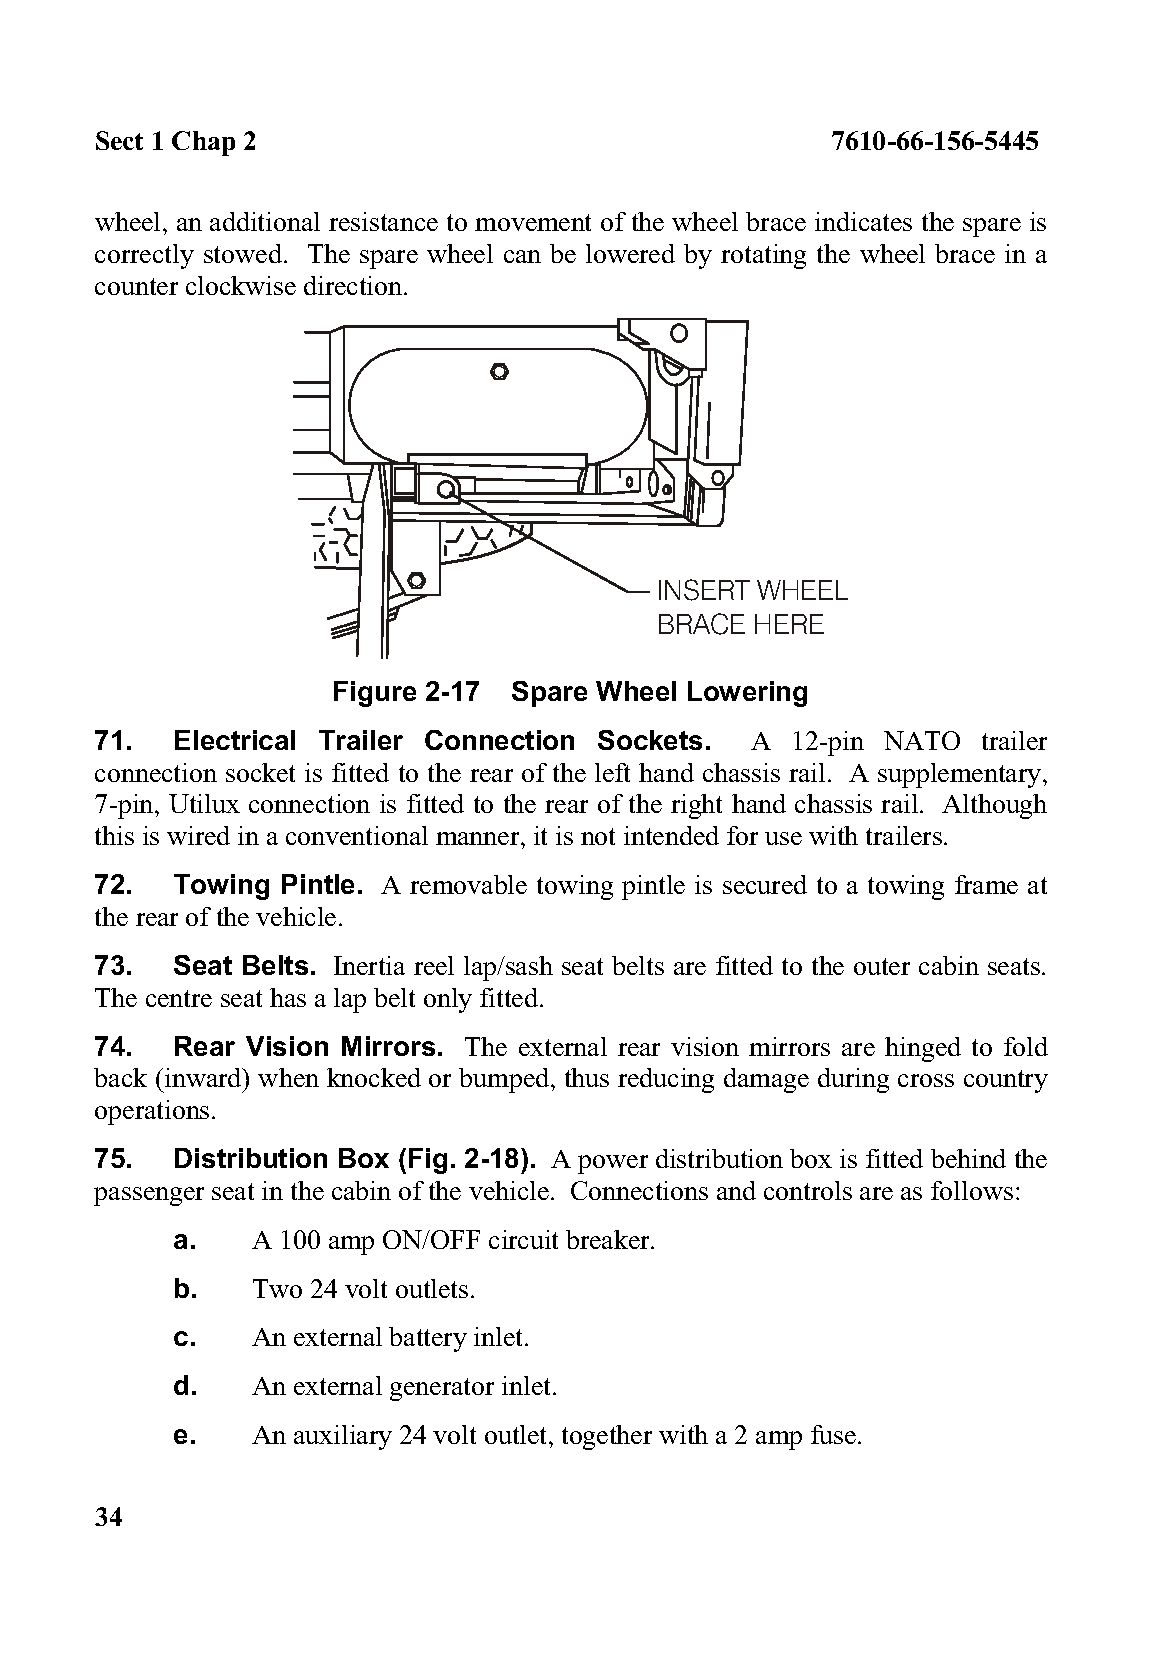 Sect 1 Chap 2 7610-66-156-5445
wheel, an additional resistance to movement of the wheel brace indicates the spare is
correctly stowed. The spare wheel can be lowered by rotating the wheel brace in a
counter clockwise direction.
INSERT WHEEL
BRACE HERE
Figure 2-17 Spare Wheel Lowering
71. Electrical Trailer Connection Sockets. A 12-pin NATO trailer
connection socket is fitted to the rear of the left hand chassis rail. A supplementary,
7-pin, Utilux connection is fitted to the rear of the right hand chassis rail. Although
this is wired in a conventional manner, it is not intended for use with trailers.
72. Towing Pintle. A removable towing pintle is secured to a towing frame at
the rear of the vehicle.
73. Seat Belts. Inertia reel lap/sash seat belts are fitted to the outer cabin seats.
The centre seat has a lap belt only fitted.
74. Rear Vision Mirrors. The external rear vision mirrors are hinged to fold
back (inward) when knocked or bumped, thus reducing damage during cross country
operations.
75. Distribution Box (Fig. 2-18). A power distribution box is fitted behind the
passenger seat in the cabin of the vehicle. Connections and controls are as follows:
a. A 100 amp ON/OFF circuit breaker.
b. Two 24 volt outlets.
c. An external battery inlet.
d. An external generator inlet.
e. An auxiliary 24 volt outlet, together with a 2 amp fuse.
34